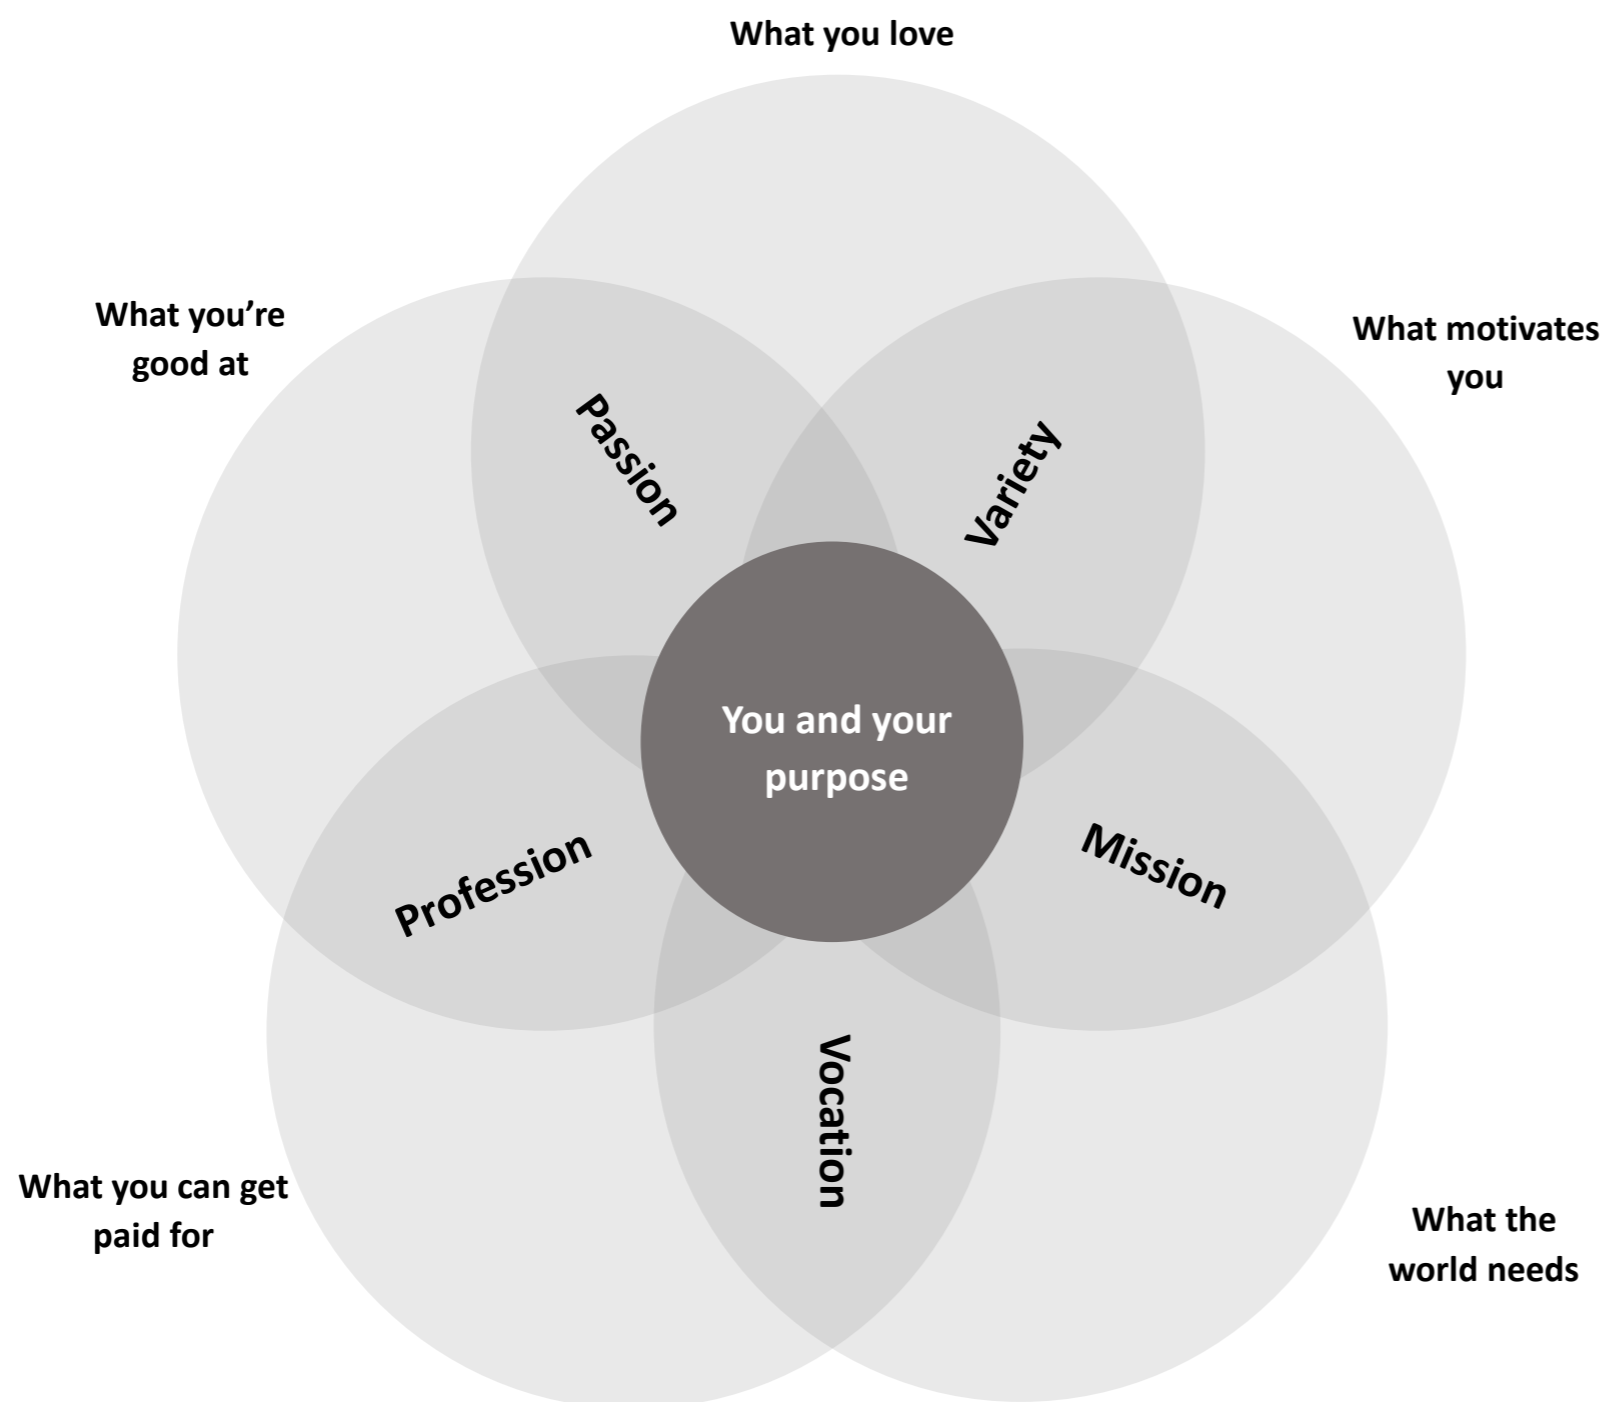 What you love
What you’re
good at
What motivates
you
Passion
Variety
You and your
purpose
Profession
Mission
Vocation
What you can get
paid for
What the
world needs